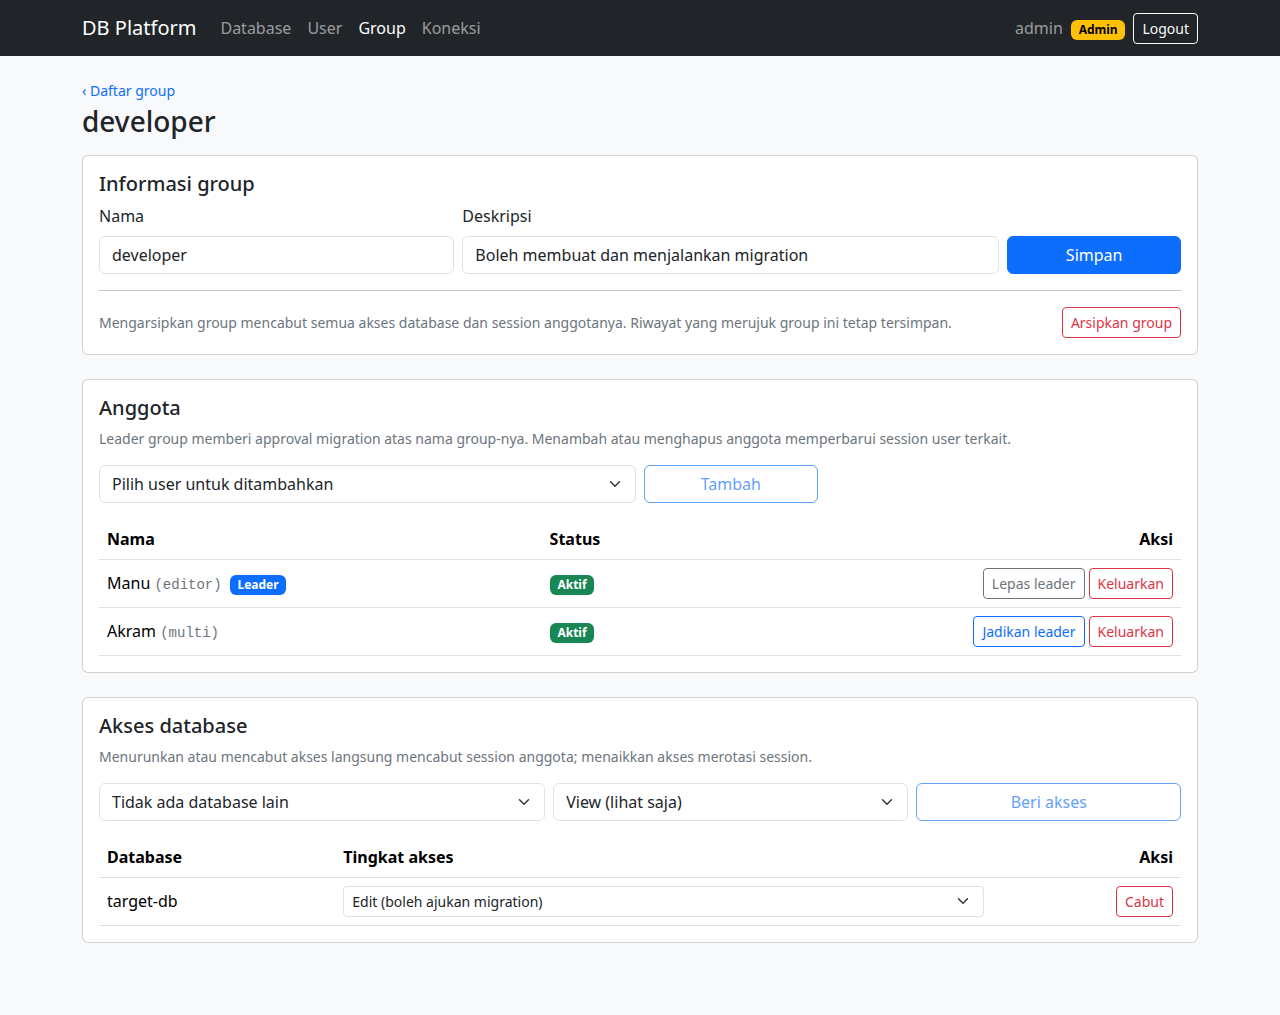 DB Platform Database User Group Koneksi admin Admin Logout
‹ Daftar group
developer
Informasi group
Nama Deskripsi
developer Boleh membuat dan menjalankan migration Simpan
Mengarsipkan group mencabut semua akses database dan session anggotanya. Riwayat yang merujuk group ini tetap tersimpan. Arsipkan group
Anggota
Leader group memberi approval migration atas nama group-nya. Menambah atau menghapus anggota memperbarui session user terkait.
Pilih user untuk ditambahkan Tambah
Nama Status Aksi
Manu (editor) Leader Aktif Lepas leader Keluarkan
Akram (multi) Aktif Jadikan leader Keluarkan
Akses database
Menurunkan atau mencabut akses langsung mencabut session anggota; menaikkan akses merotasi session.
Tidak ada database lain View (lihat saja) Beri akses
Database Tingkat akses Aksi
target-db Edit (boleh ajukan migration) Cabut